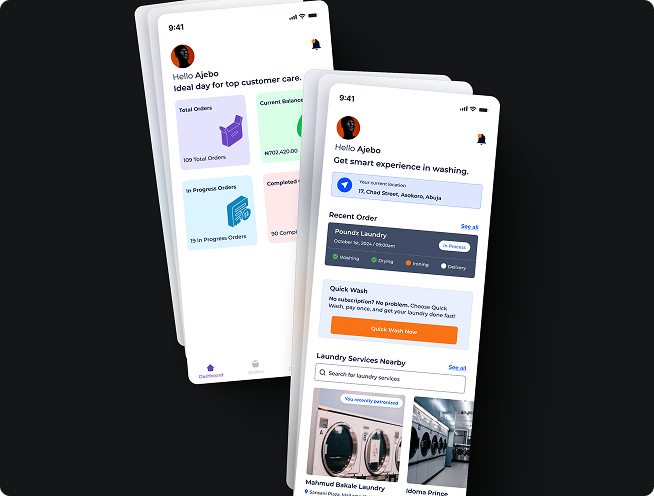 9:41
Hello Ajebo
Ideal day for top customer care.
Total Orders
109 Total Orders
Current Balance
₦702,420.00
In Progress Orders
19 In Progress Orders
Completed
90
Dashboard
Orders
9:41
Hello Ajebo
Get smart experience in washing.
Your current location
17, Chad Street, Asokoro, Abuja
Recent Order
See all
Poundz Laundry
October 1st, 2024 / 09:00am
In Process
Washing
Drying
Ironing
Delivery
Quick Wash
No subscription? No problem. Choose Quick
Wash, pay once, and get your laundry done fast!
Quick Wash Now
Laundry Services Nearby
See all
Search for laundry services
You recently patronized
Mahmud Bakale Laundry
Idoma Prince